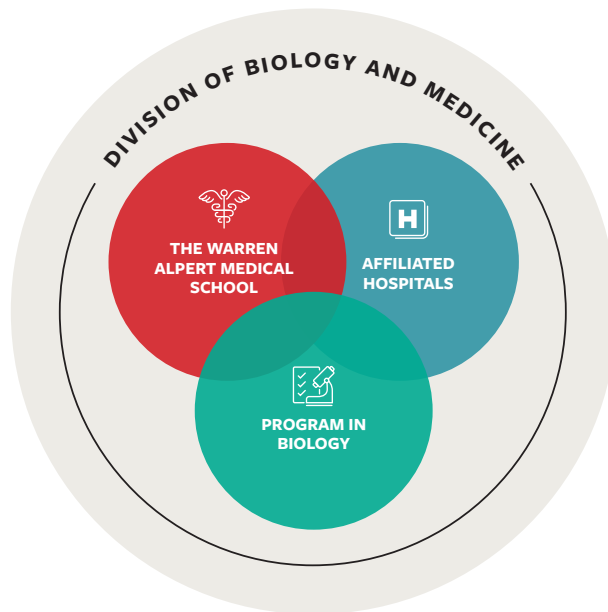 DIVISION OF BIOLOGY AND MEDICINE
THE WARREN
ALPERT MEDICAL
SCHOOL
H
AFFILIATED
HOSPITALS
PROGRAM IN
BIOLOGY